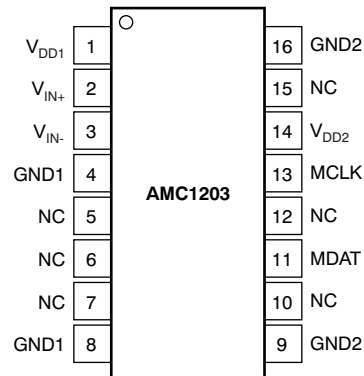 VDD1 1 16 GND2
VIN+ 2 15 NC
VIN- 3 14 VDD2
GND1 4 13 MCLK
AMC1203
NC 5 12 NC
NC 6 11 MDAT
NC 7 10 NC
GND1 8 9 GND2